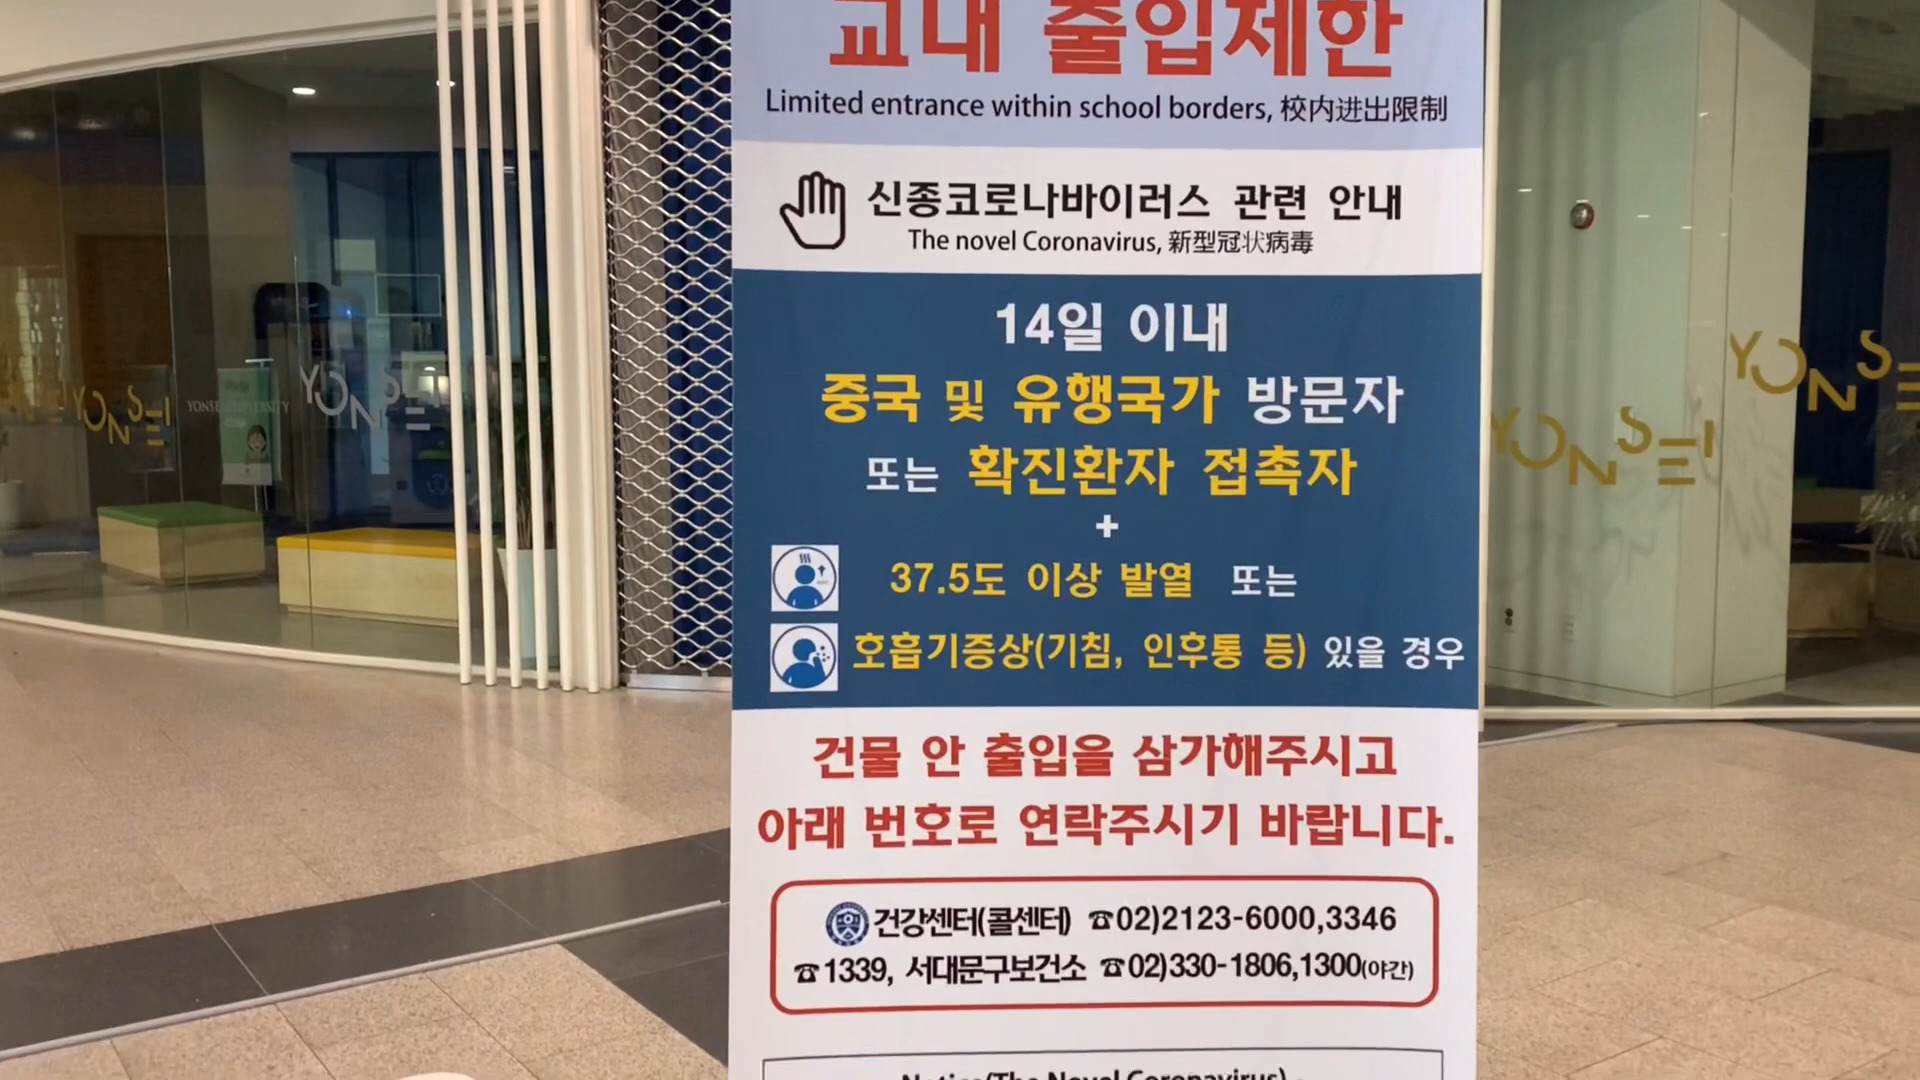 교내 출입제한
Limited entrance within school borders, 校内进出限制
신종코로나바이러스 관련 안내
The novel Coronavirus, 新型冠状病毒
14일 이내
중국 및 유행국가 방문자
또는 확진환자 접촉자
+
37.5도 이상 발열 또는
호흡기증상(기침, 인후통 등) 있을 경우
건물 안 출입을 삼가해주시고
아래 번호로 연락주시기 바랍니다.
건강센터(콜센터) ☎02)2123-6000,3346
☎1339, 서대문구보건소 ☎02)330-1806,1300(야간)
Notice(The Novel Coronavirus)
YONSEI
YONSEI UNIVERSITY
YONSE
YONSEI
YONSE